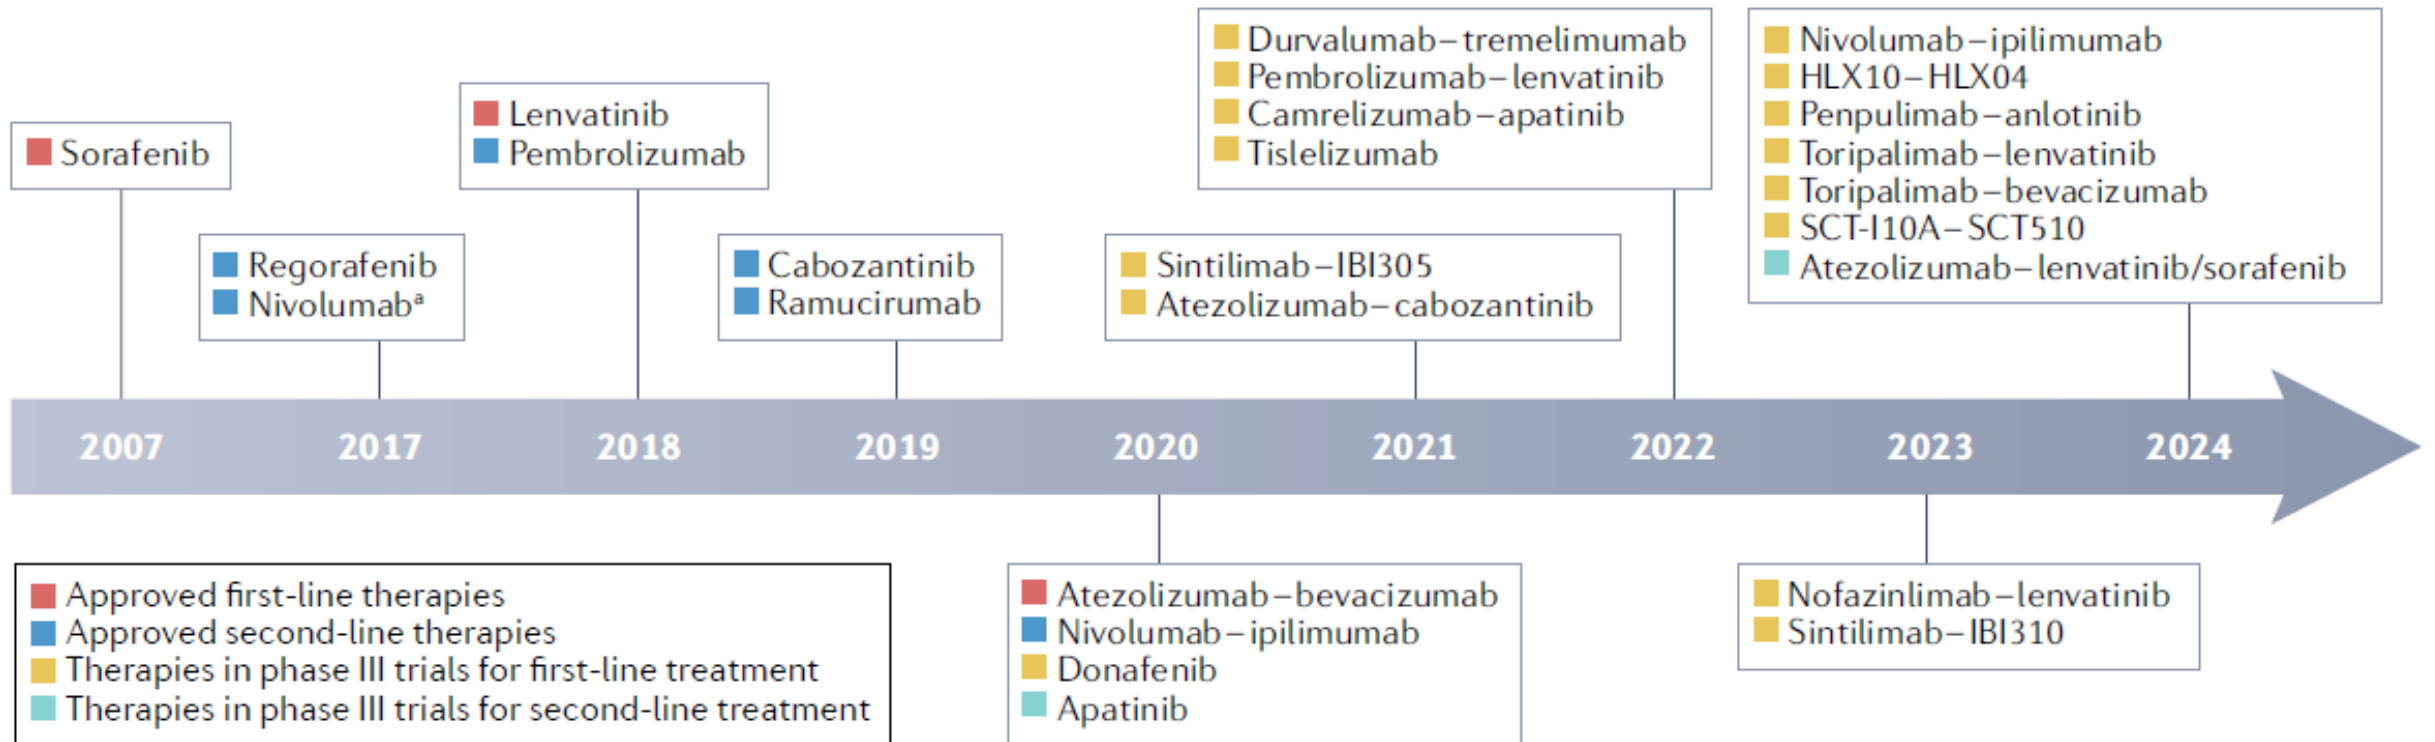 Sorafenib
Regorafenib
Nivolumabᵃ
Lenvatinib
Pembrolizumab
Cabozantinib
Ramucirumab
Sintilimab–IBI305
Atezolizumab–cabozantinib
Durvalumab–tremelimumab
Pembrolizumab–lenvatinib
Camrelizumab–apatinib
Tislelizumab
Nivolumab–ipilimumab
HLX10–HLX04
Penpulimab–anlotinib
Toripalimab–lenvatinib
Toripalimab–bevacizumab
SCT-I10A–SCT510
Atezolizumab–lenvatinib/sorafenib
2007 2017 2018 2019 2020 2021 2022 2023 2024
Approved first-line therapies
Approved second-line therapies
Therapies in phase III trials for first-line treatment
Therapies in phase III trials for second-line treatment
Atezolizumab–bevacizumab
Nivolumab–ipilimumab
Donafenib
Apatinib
Nofazinlimab–lenvatinib
Sintilimab–IBI310